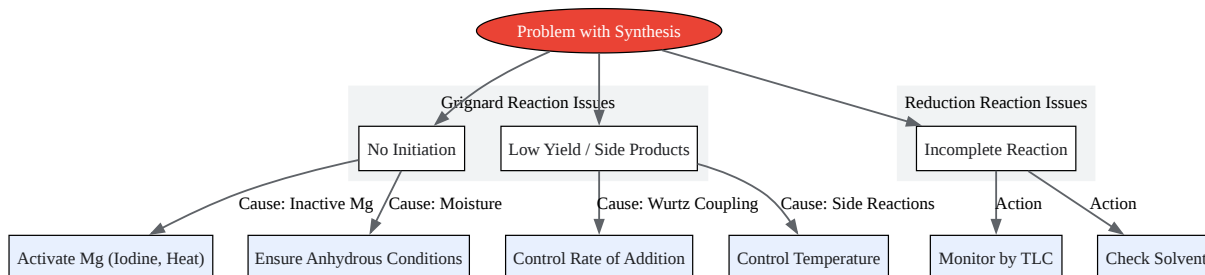 Problem with Synthesis
Grignard Reaction Issues
Reduction Reaction Issues
No Initiation
Low Yield / Side Products
Incomplete Reaction
Cause: Inactive Mg
Cause: Moisture
Cause: Wurtz Coupling
Cause: Side Reactions
Action
Action
Activate Mg (Iodine, Heat)
Ensure Anhydrous Conditions
Control Rate of Addition
Control Temperature
Monitor by TLC
Check Solvent